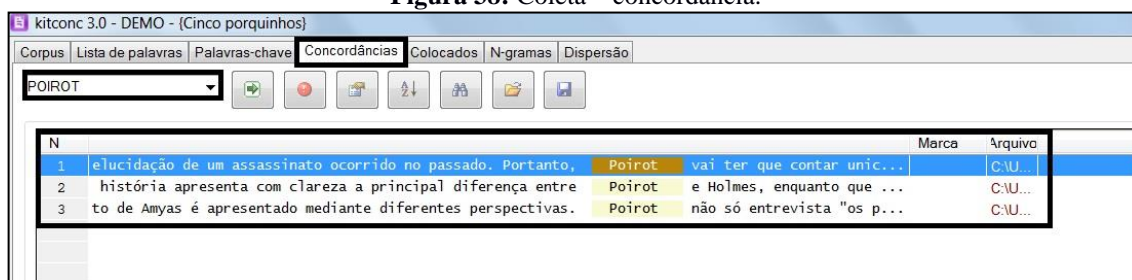 Figura 38: Coleta – concordância.
kitconc 3.0 - DEMO - {Cinco porquinhos}
Corpus Lista de palavras Palavras-chave Concordâncias Colocados N-gramas Dispersão
POIROT
N Marca Arquivo
1 elucidação de um assassinato ocorrido no passado. Portanto, Poirot vai ter que contar unic... C:\U...
2 história apresenta com clareza a principal diferença entre Poirot e Holmes, enquanto que ... C:\U...
3 to de Amyas é apresentado mediante diferentes perspectivas. Poirot não só entrevista "os p... C:\U...